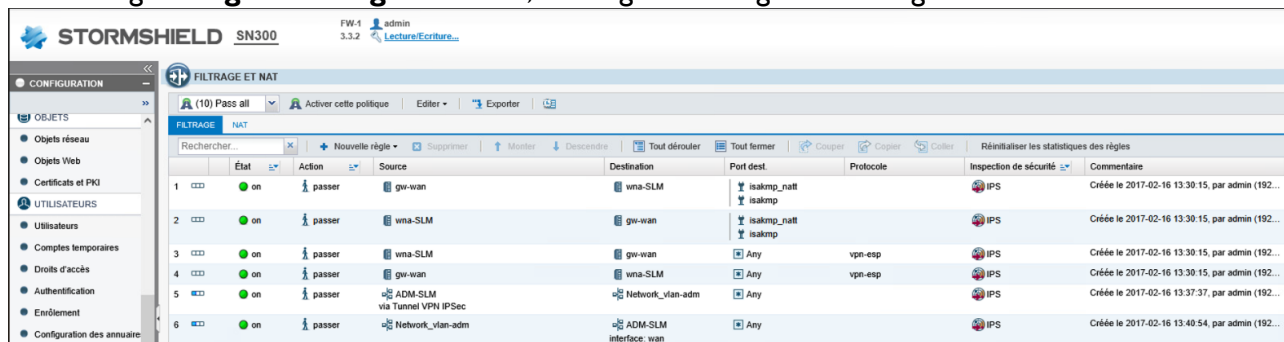 STORMSHIELD SN300
FW-1 admin
3.3.2 Lecture/Ecriture...
CONFIGURATION
OBJETS
Objets réseau
Objets Web
Certificats et PKI
UTILISATEURS
Utilisateurs
Comptes temporaires
Droits d'accès
Authentification
Enrôlement
Configuration des annuaire
FILTRAGE ET NAT
(10) Pass all Activer cette politique Editer Exporter
FILTRAGE NAT
Rechercher... Nouvelle règle Supprimer Monter Descendre Tout dérouler Tout fermer Couper Copier Coller Réinitialiser les statistiques des règles
État Action Source Destination Port dest. Protocole Inspection de sécurité Commentaire
1 on passer gw-wan wna-SLM isakmp_natt IPS Créée le 2017-02-16 13:30:15, par admin (192...
isakmp
2 on passer wna-SLM gw-wan isakmp_natt IPS Créée le 2017-02-16 13:30:15, par admin (192...
isakmp
3 on passer wna-SLM gw-wan Any vpn-esp IPS Créée le 2017-02-16 13:30:15, par admin (192...
4 on passer gw-wan wna-SLM Any vpn-esp IPS Créée le 2017-02-16 13:30:15, par admin (192...
5 on passer ADM-SLM Network_vlan-adm Any IPS Créée le 2017-02-16 13:37:37, par admin (192...
via Tunnel VPN IPSec
6 on passer Network_vlan-adm ADM-SLM Any IPS Créée le 2017-02-16 13:40:54, par admin (192...
interface: wan